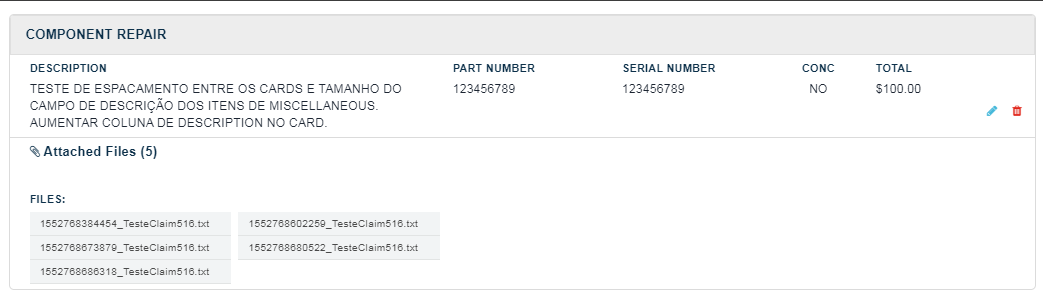 COMPONENT REPAIR
DESCRIPTION PART NUMBER SERIAL NUMBER CONC TOTAL
TESTE DE ESPACAMENTO ENTRE OS CARDS E TAMANHO DO 123456789 123456789 NO $100.00
CAMPO DE DESCRIÇÃO DOS ITENS DE MISCELLANEOUS.
AUMENTAR COLUNA DE DESCRIPTION NO CARD.
Attached Files (5)
FILES:
1552768384454_TesteClaim516.txt 1552768602259_TesteClaim516.txt
1552768673879_TesteClaim516.txt 1552768680522_TesteClaim516.txt
1552768686318_TesteClaim516.txt